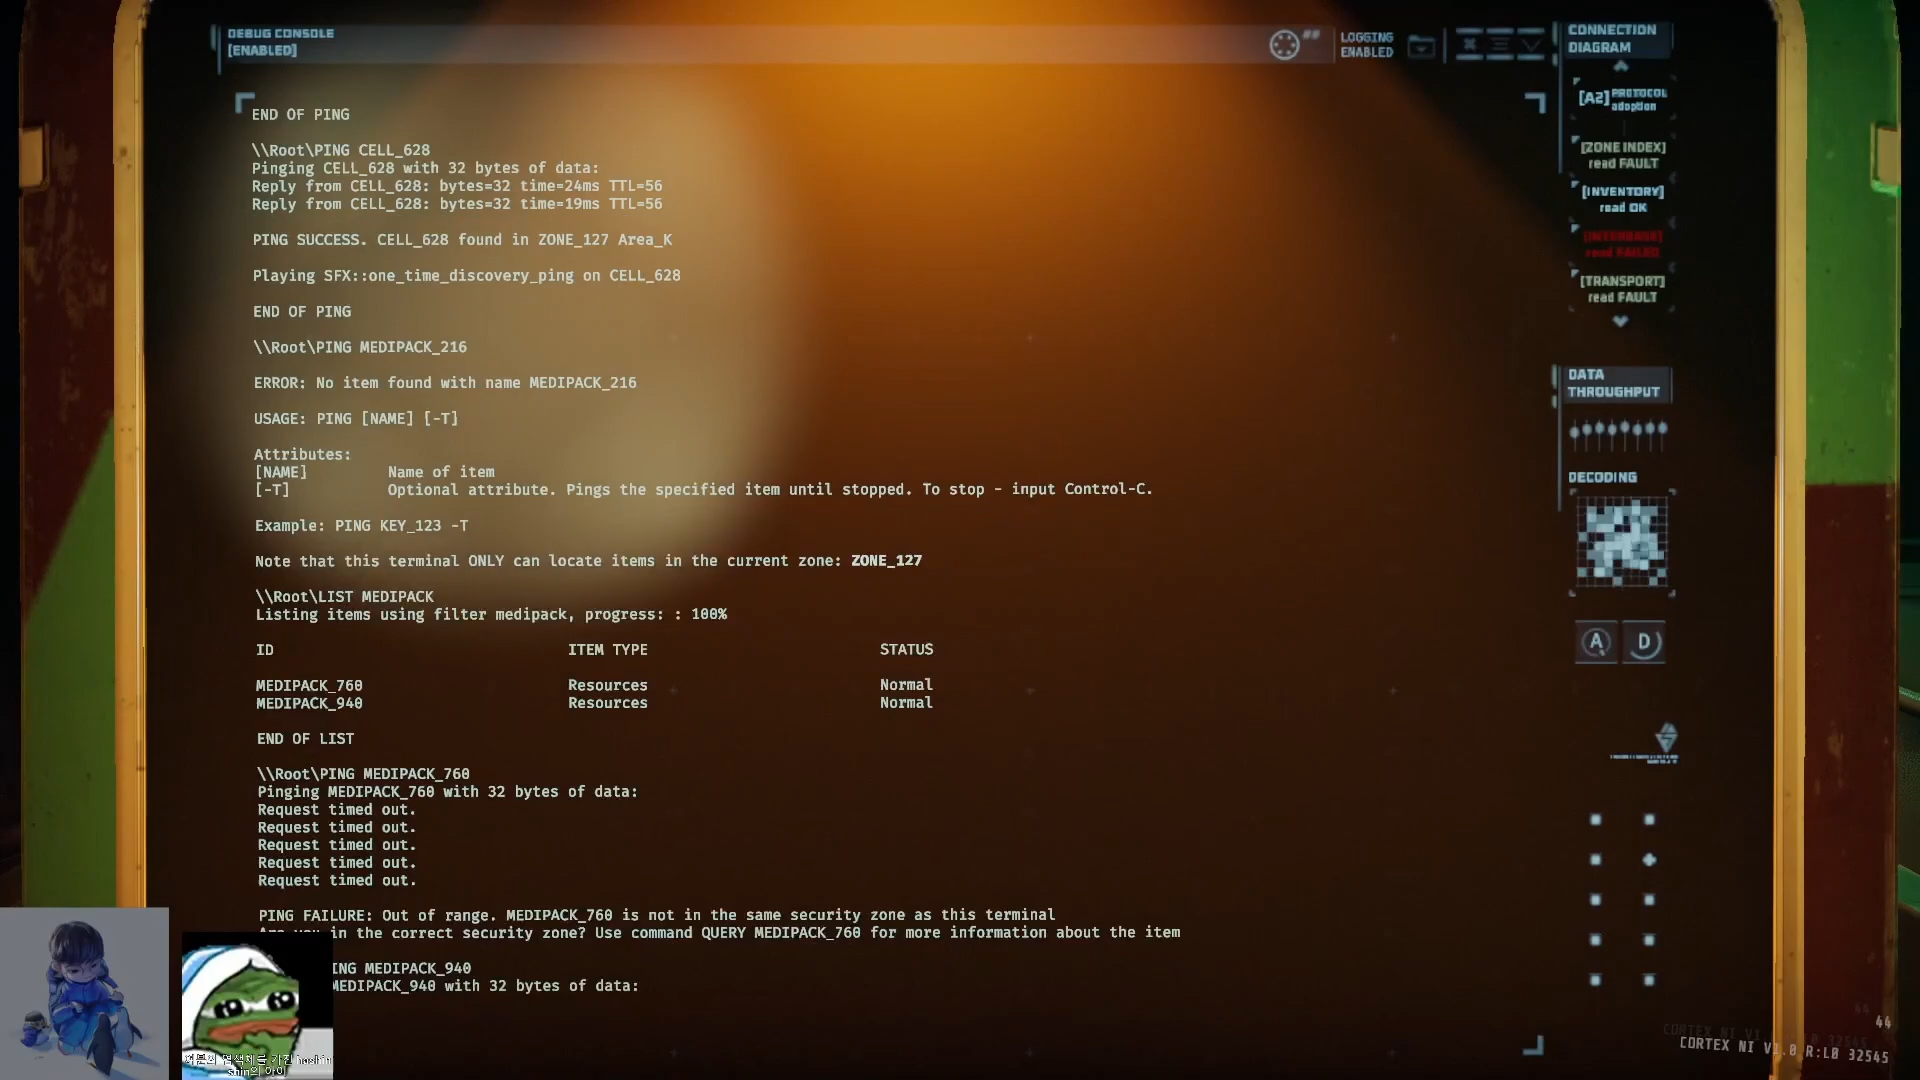 DEBUG CONSOLE
[ENABLED]
LOGGING
ENABLED
END OF PING
\\Root\PING CELL_628
Pinging CELL_628 with 32 bytes of data:
Reply from CELL_628: bytes=32 time=24ms TTL=56
Reply from CELL_628: bytes=32 time=19ms TTL=56
PING SUCCESS. CELL_628 found in ZONE_127 Area_K
Playing SFX::one_time_discovery_ping on CELL_628
END OF PING
\\Root\PING MEDIPACK_216
ERROR: No item found with name MEDIPACK_216
USAGE: PING [NAME] [-T]
Attributes:
[NAME] Name of item
[-T] Optional attribute. Pings the specified item until stopped. To stop - input Control-C.
Example: PING KEY_123 -T
Note that this terminal ONLY can locate items in the current zone: ZONE_127
\\Root\LIST MEDIPACK
Listing items using filter medipack, progress: : 100%
ID ITEM TYPE STATUS
MEDIPACK_760 Resources Normal
MEDIPACK_940 Resources Normal
END OF LIST
\\Root\PING MEDIPACK_760
Pinging MEDIPACK_760 with 32 bytes of data:
Request timed out.
Request timed out.
Request timed out.
Request timed out.
Request timed out.
PING FAILURE: Out of range. MEDIPACK_760 is not in the same security zone as this terminal
Are you in the correct security zone? Use command QUERY MEDIPACK_760 for more information about the item
ING MEDIPACK_940
MEDIPACK_940 with 32 bytes of data:
CONNECTION
DIAGRAM
[A2] PROTOCOL
adoption
[ZONE INDEX]
read FAULT
[INVENTORY]
read OK
read FAILED
[TRANSPORT]
read FAULT
DATA
THROUGHPUT
DECODING
A D
44
CORTEX NI V1.0 R:L0 32545